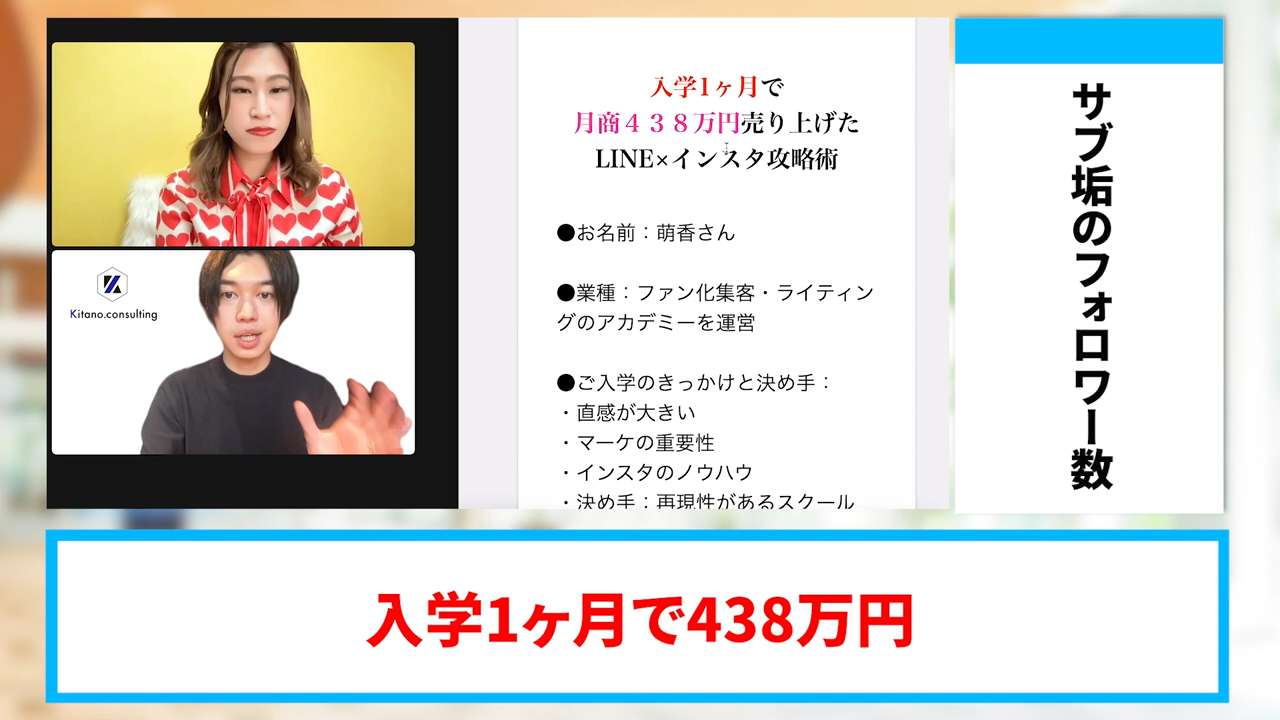 Kitano.consulting
入学1ヶ月で
月商４３８万円売り上げた
LINE×インスタ攻略術
●お名前：萌香さん
●業種：ファン化集客・ライティン
グのアカデミーを運営
●ご入学のきっかけと決め手：
・直感が大きい
・マーケの重要性
・インスタのノウハウ
・決め手：再現性があるスクール
サブ垢のフォロワー数
入学1ヶ月で438万円